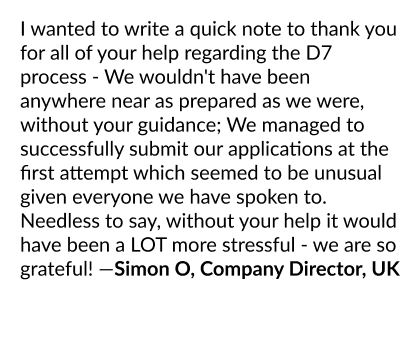 I wanted to write a quick note to thank you
for all of your help regarding the D7
process - We wouldn't have been
anywhere near as prepared as we were,
without your guidance; We managed to
successfully submit our applications at the
first attempt which seemed to be unusual
given everyone we have spoken to.
Needless to say, without your help it would
have been a LOT more stressful - we are so
grateful! —Simon O, Company Director, UK